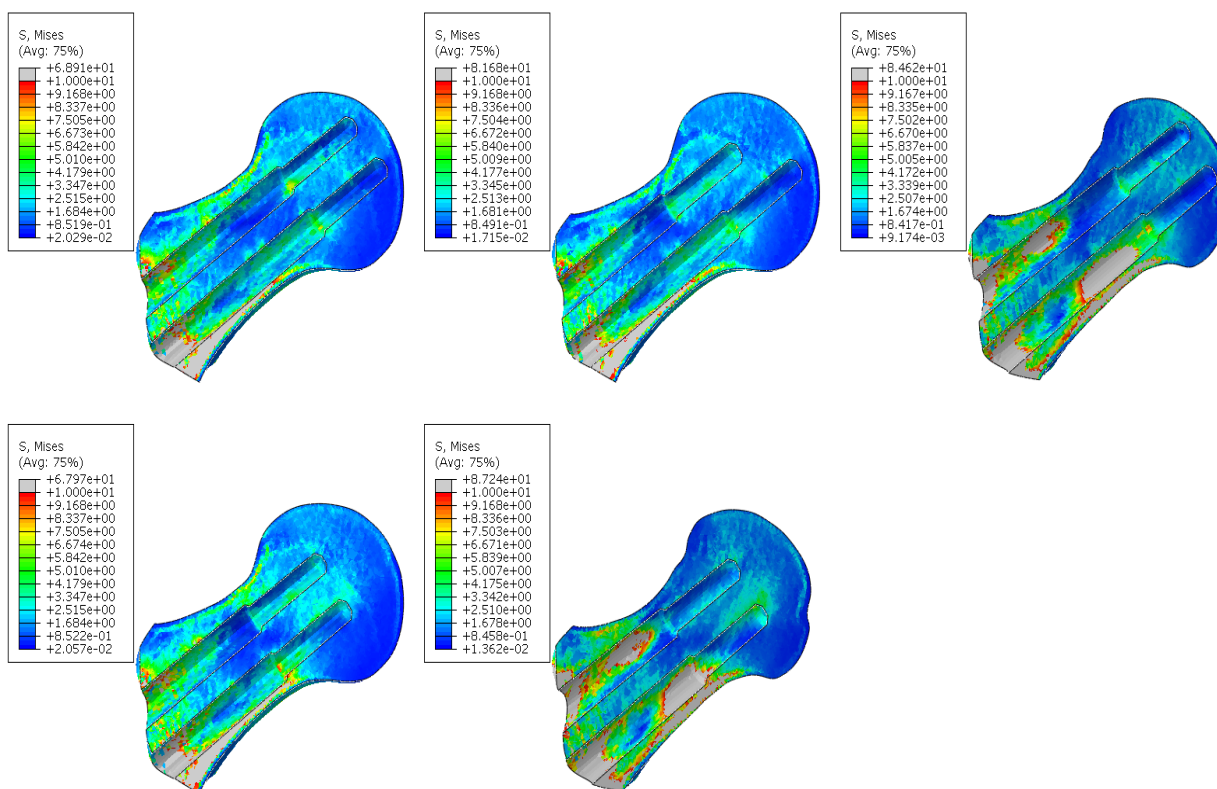 S, Mises
(Avg: 75%)
+6.891e+01
+1.000e+01
+9.168e+00
+8.337e+00
+7.505e+00
+6.673e+00
+5.842e+00
+5.010e+00
+4.179e+00
+3.347e+00
+2.515e+00
+1.684e+00
+8.519e-01
+2.029e-02
S, Mises
(Avg: 75%)
+8.168e+01
+1.000e+01
+9.168e+00
+8.336e+00
+7.504e+00
+6.672e+00
+5.840e+00
+5.009e+00
+4.177e+00
+3.345e+00
+2.513e+00
+1.681e+00
+8.491e-01
+1.715e-02
S, Mises
(Avg: 75%)
+8.462e+01
+1.000e+01
+9.167e+00
+8.335e+00
+7.502e+00
+6.670e+00
+5.837e+00
+5.005e+00
+4.172e+00
+3.339e+00
+2.507e+00
+1.674e+00
+8.417e-01
+9.174e-03
S, Mises
(Avg: 75%)
+6.797e+01
+1.000e+01
+9.168e+00
+8.337e+00
+7.505e+00
+6.674e+00
+5.842e+00
+5.010e+00
+4.179e+00
+3.347e+00
+2.515e+00
+1.684e+00
+8.522e-01
+2.057e-02
S, Mises
(Avg: 75%)
+8.724e+01
+1.000e+01
+9.168e+00
+8.336e+00
+7.503e+00
+6.671e+00
+5.839e+00
+5.007e+00
+4.175e+00
+3.342e+00
+2.510e+00
+1.678e+00
+8.458e-01
+1.362e-02